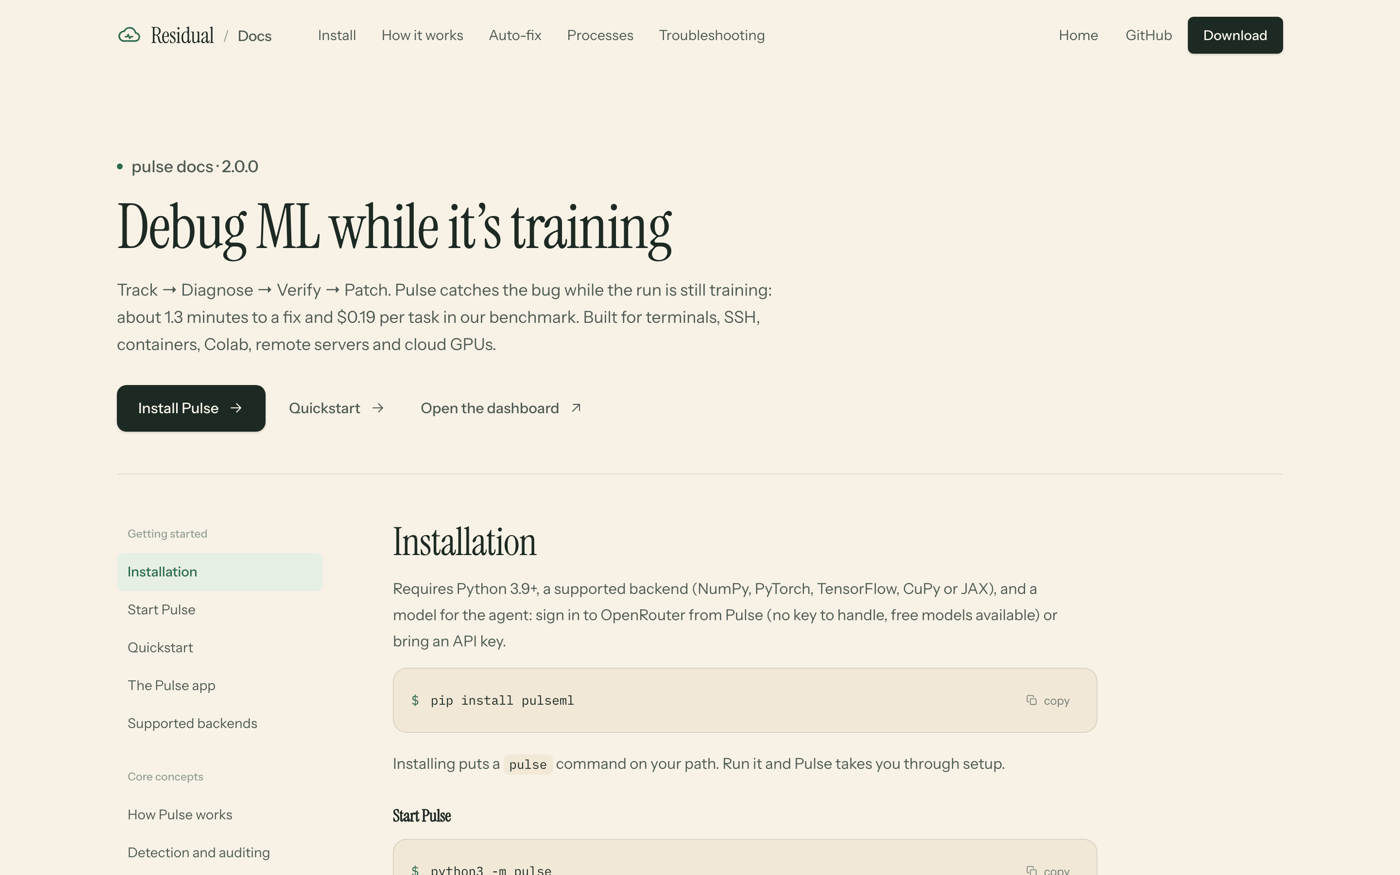 Residual / Docs Install How it works Auto-fix Processes Troubleshooting Home GitHub Download
pulse docs · 2.0.0
Debug ML while it’s training
Track → Diagnose → Verify → Patch. Pulse catches the bug while the run is still training:
about 1.3 minutes to a fix and $0.19 per task in our benchmark. Built for terminals, SSH,
containers, Colab, remote servers and cloud GPUs.
Install Pulse → Quickstart → Open the dashboard ↗
Getting started
Installation
Start Pulse
Quickstart
The Pulse app
Supported backends
Core concepts
How Pulse works
Detection and auditing
Installation
Requires Python 3.9+, a supported backend (NumPy, PyTorch, TensorFlow, CuPy or JAX), and a
model for the agent: sign in to OpenRouter from Pulse (no key to handle, free models available) or
bring an API key.
$ pip install pulseml copy
Installing puts a pulse command on your path. Run it and Pulse takes you through setup.
Start Pulse
$ python3 -m pulse copy